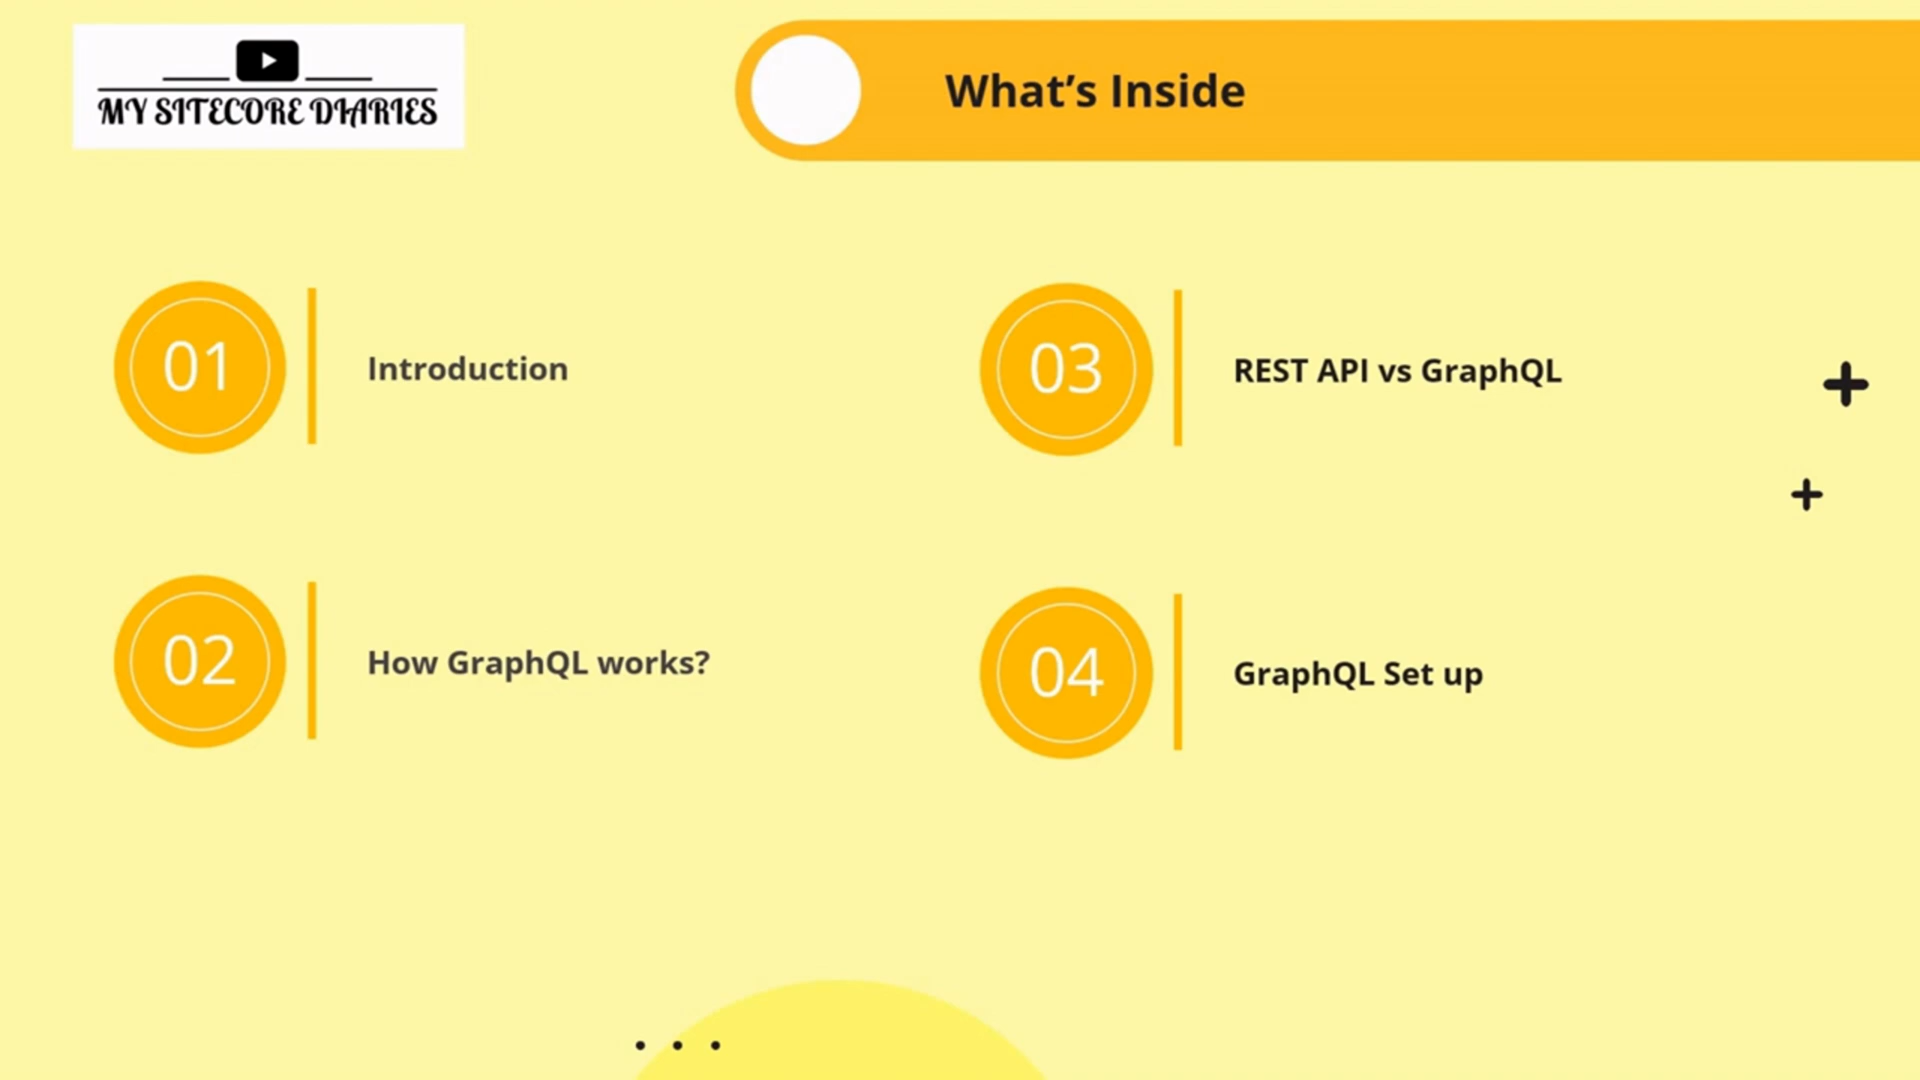 MY SITECORE DIARIES
What’s Inside
01
Introduction
02
How GraphQL works?
03
REST API vs GraphQL
04
GraphQL Set up